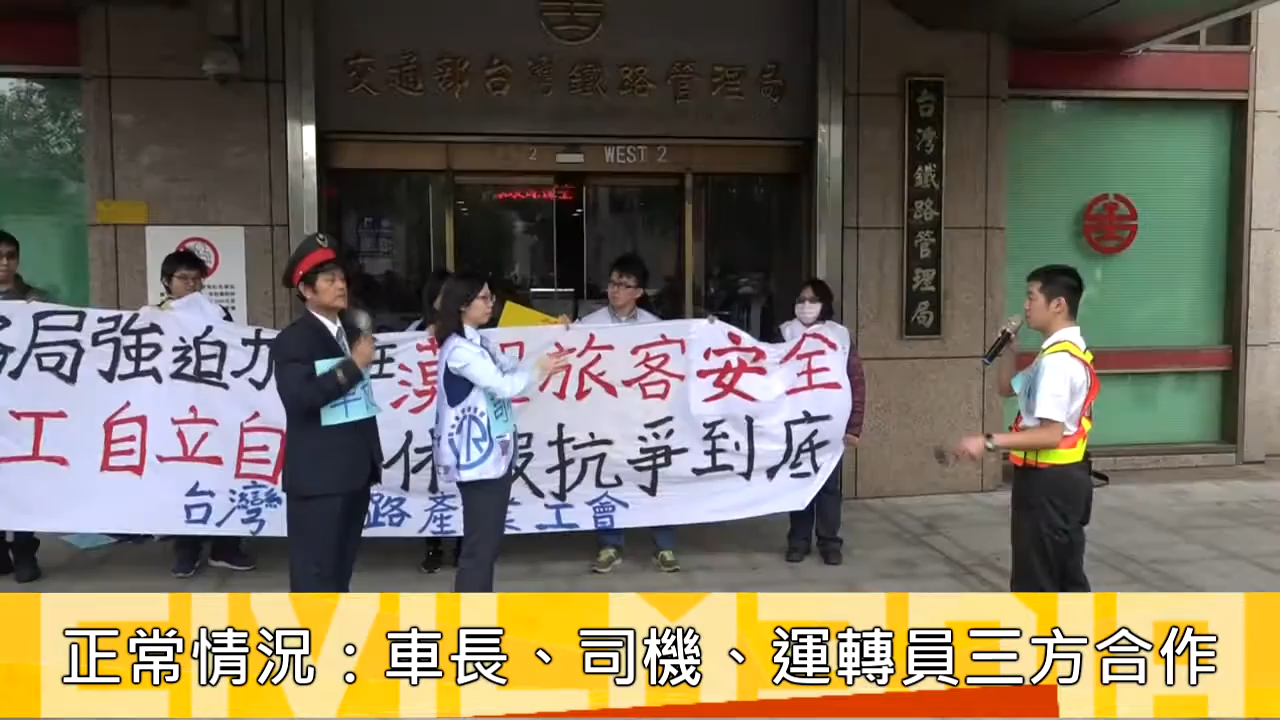 交通部台灣鐵路管理局
2 WEST 2
台灣鐵路管理局
局強迫 旅客安全
工自立自 休假抗爭到底
台灣 路產業工會
正常情況：車長、司機、運轉員三方合作